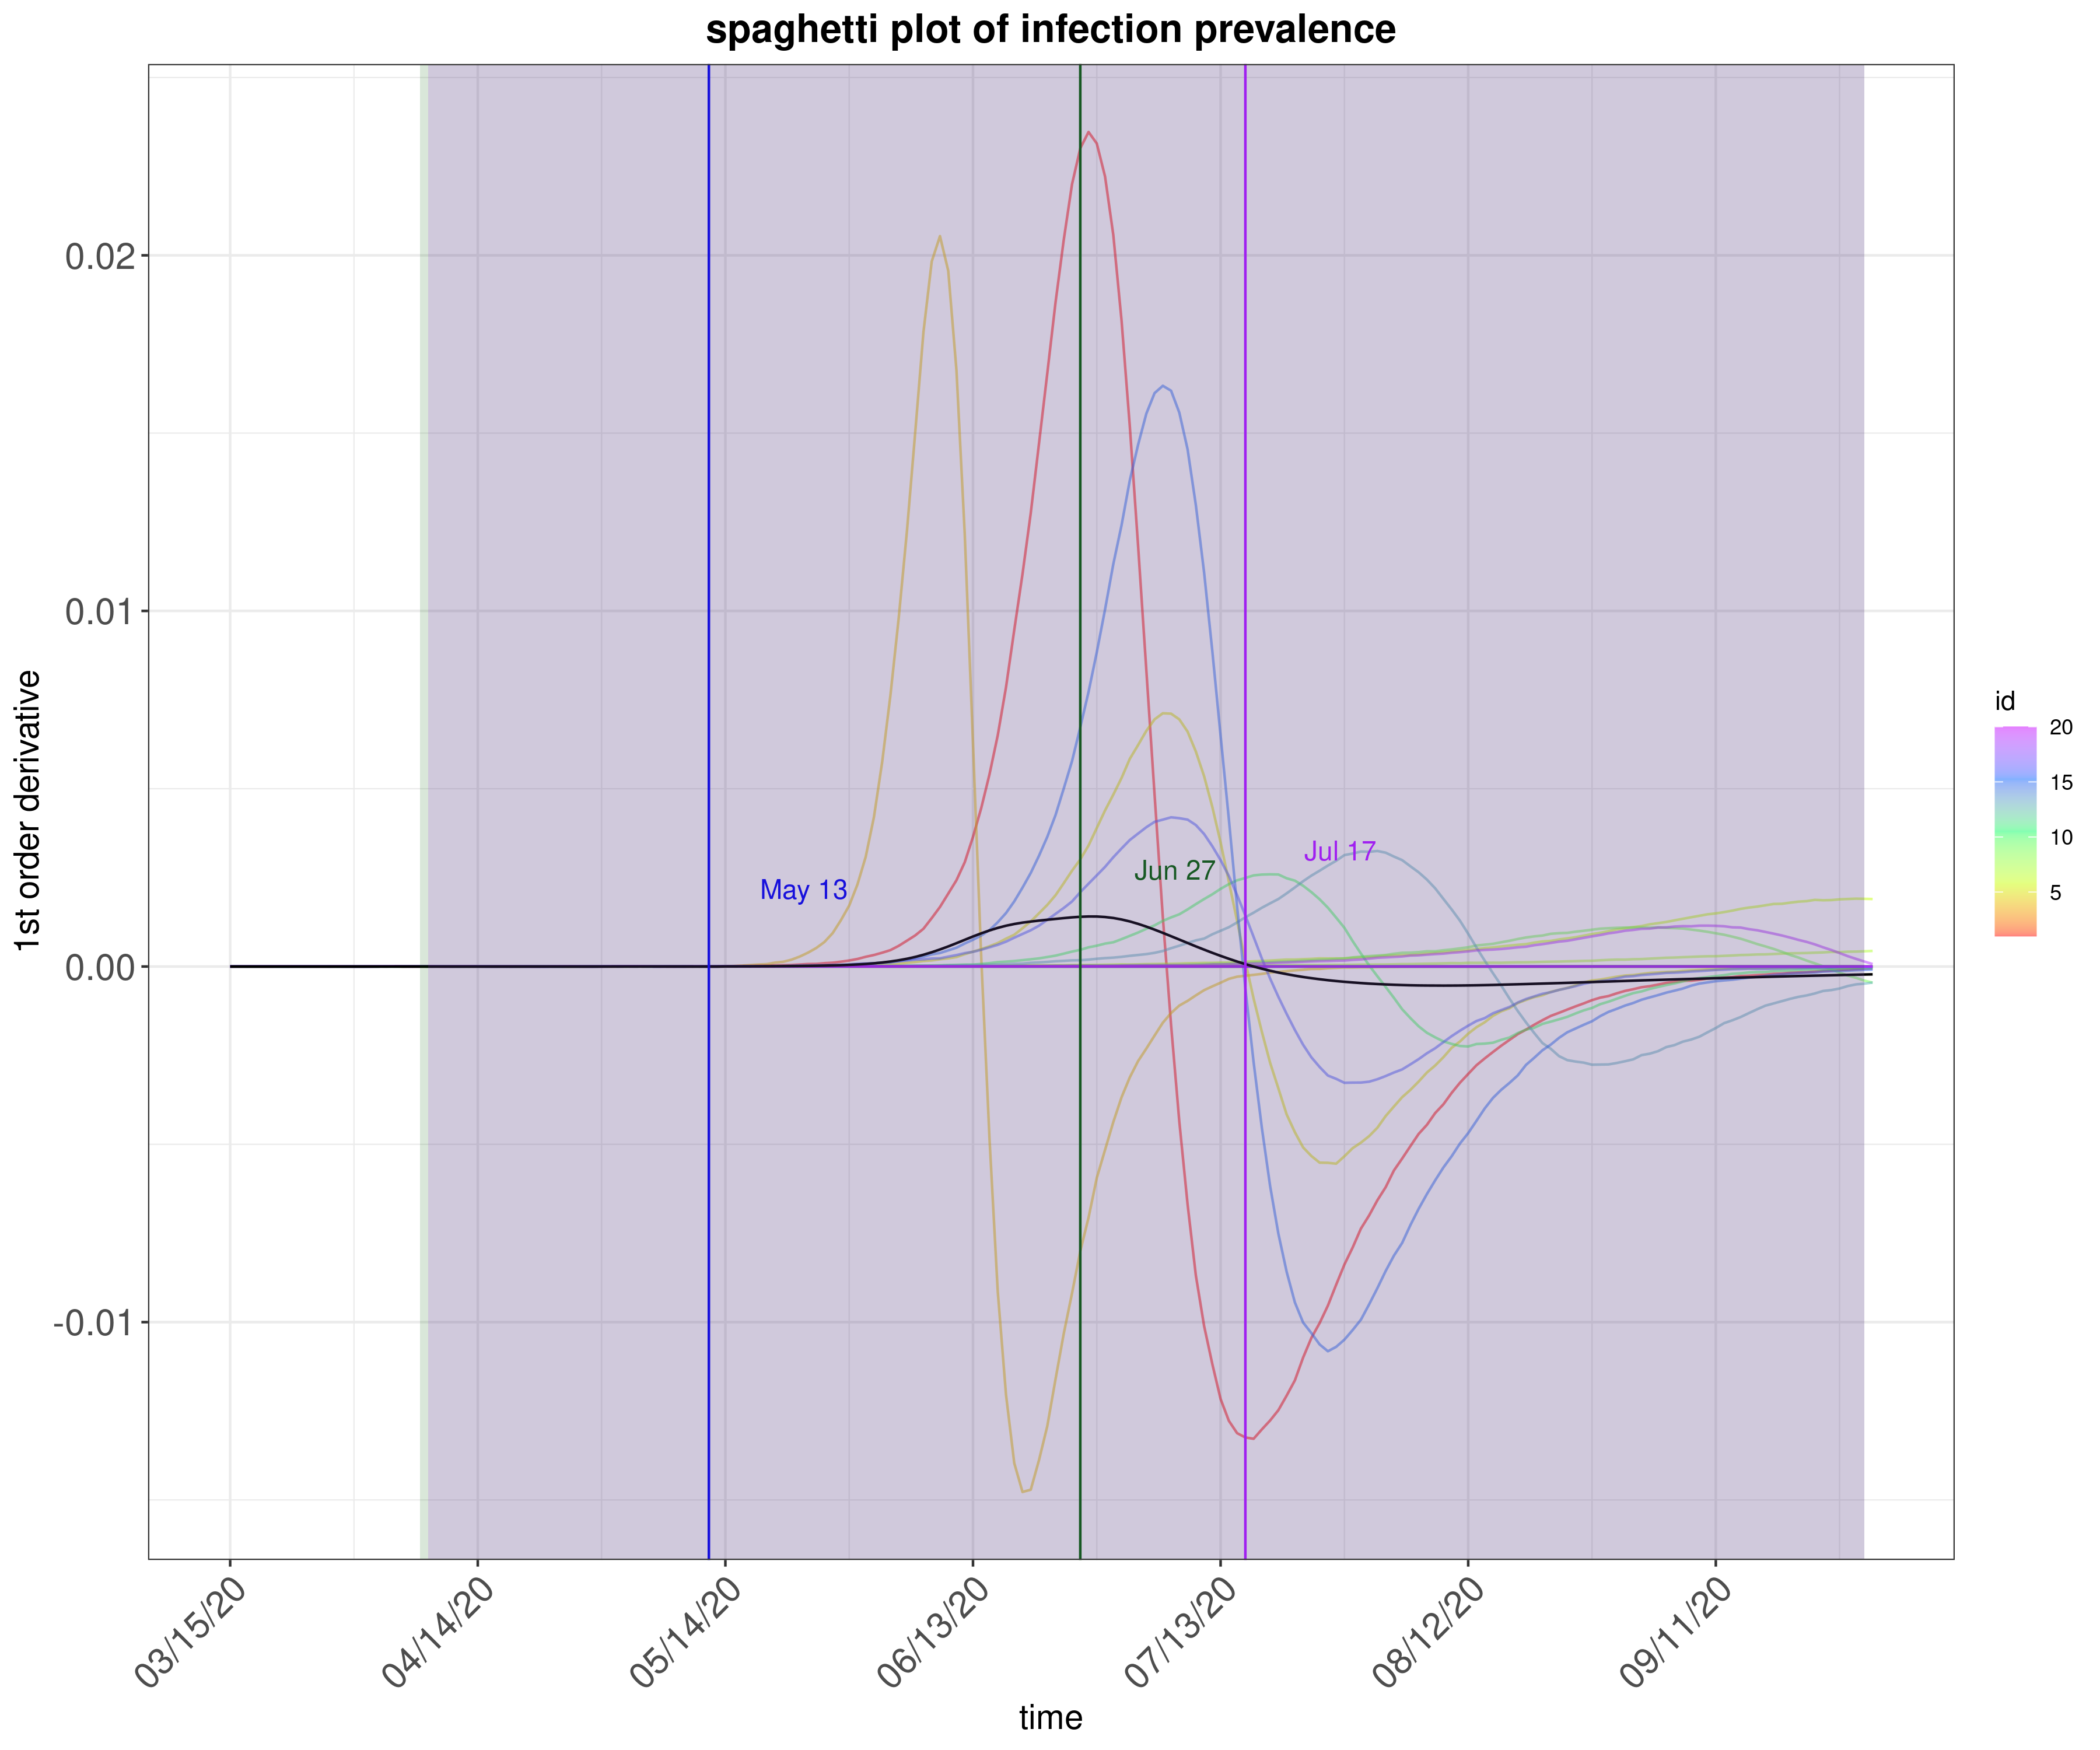 spaghetti plot of infection prevalence
1st order derivative
0.02
0.01
0.00
-0.01
May 13
Jun 27
Jul 17
03/15/20
04/14/20
05/14/20
06/13/20
07/13/20
08/12/20
09/11/20
time
id
20
15
10
5